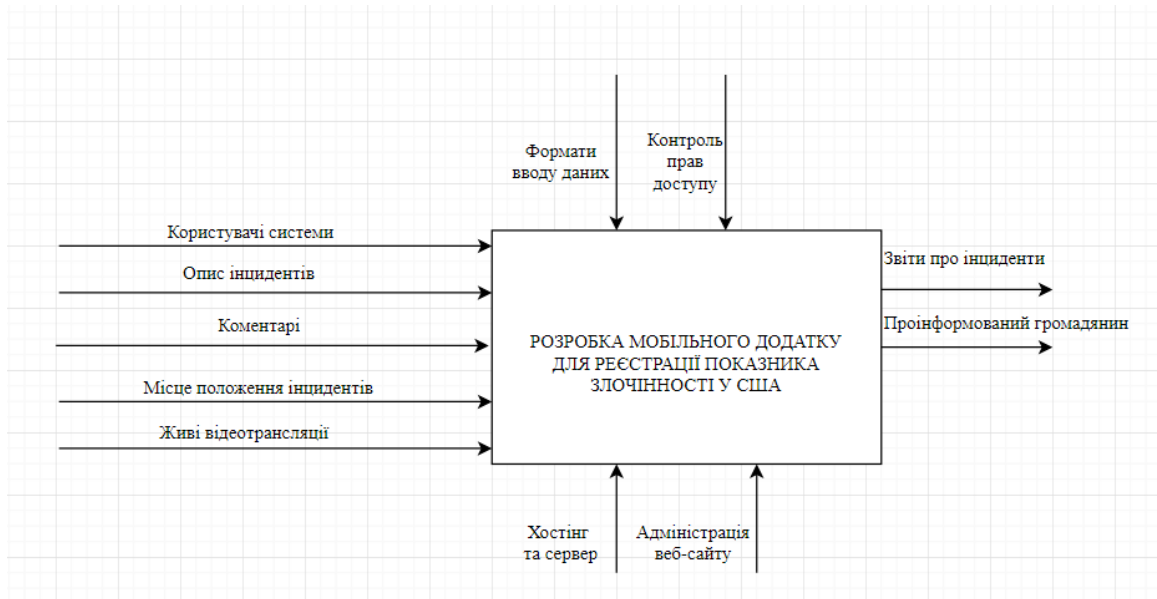 Формати
вводу даних
Контроль
прав
доступу
Користувачі системи
Опис інцидентів
Коментарі
Місце положення інцидентів
Живі відеотрансляції
РОЗРОБКА МОБІЛЬНОГО ДОДАТКУ
ДЛЯ РЕЄСТРАЦІЇ ПОКАЗНИКА
ЗЛОЧИННОСТІ У США
Звіти про інциденти
Проінформований громадянин
Хостінг
та сервер
Адміністрація
веб-сайту